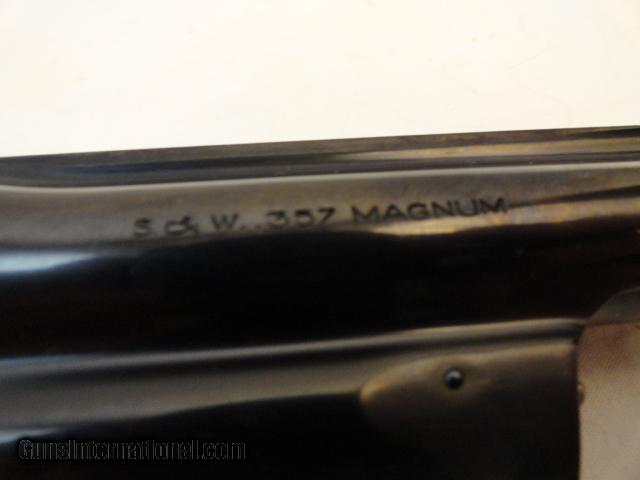 S. & W. .357 MAGNUM
GunsInternational.com